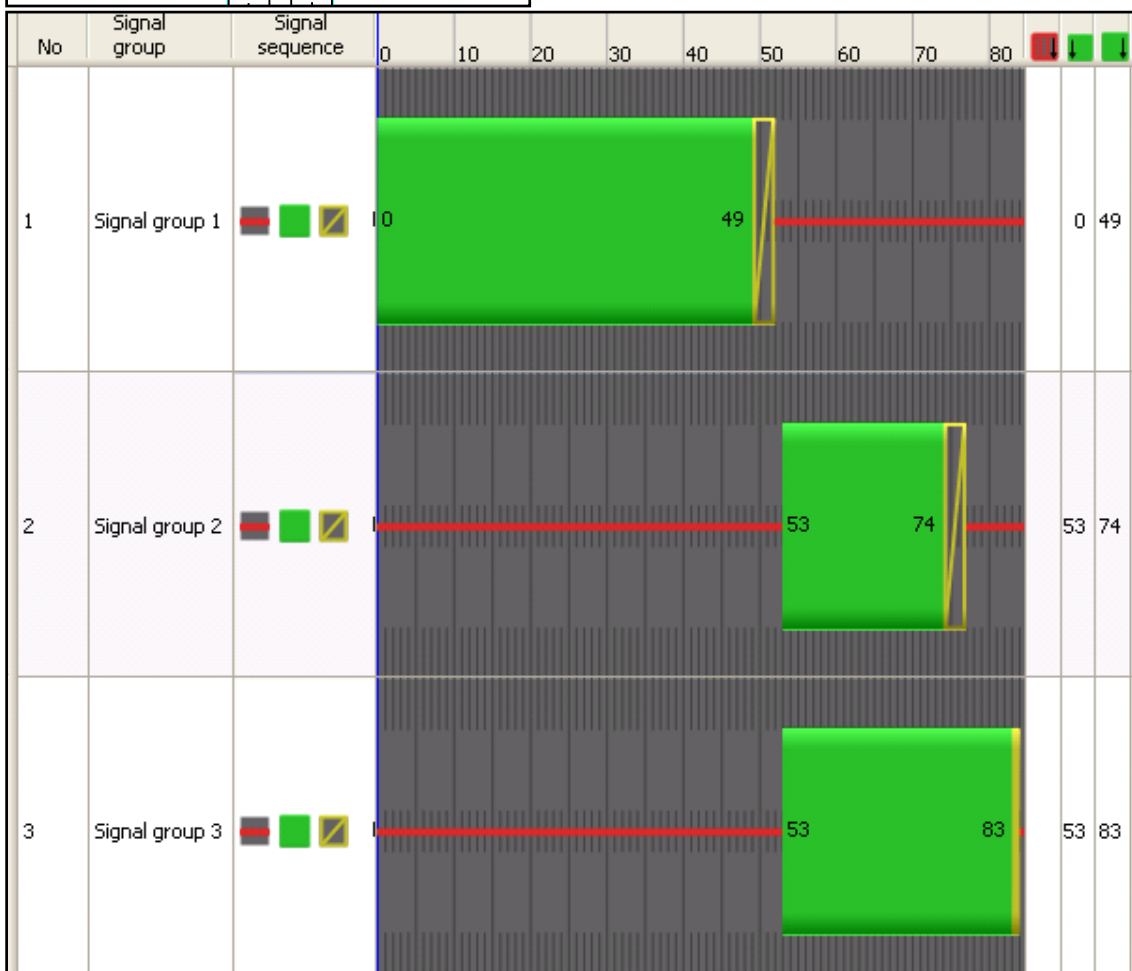 No Signal group Signal sequence 0 10 20 30 40 50 60 70 80
1 Signal group 1 0 49 0 49
2 Signal group 2 53 74 53 74
3 Signal group 3 53 83 53 83